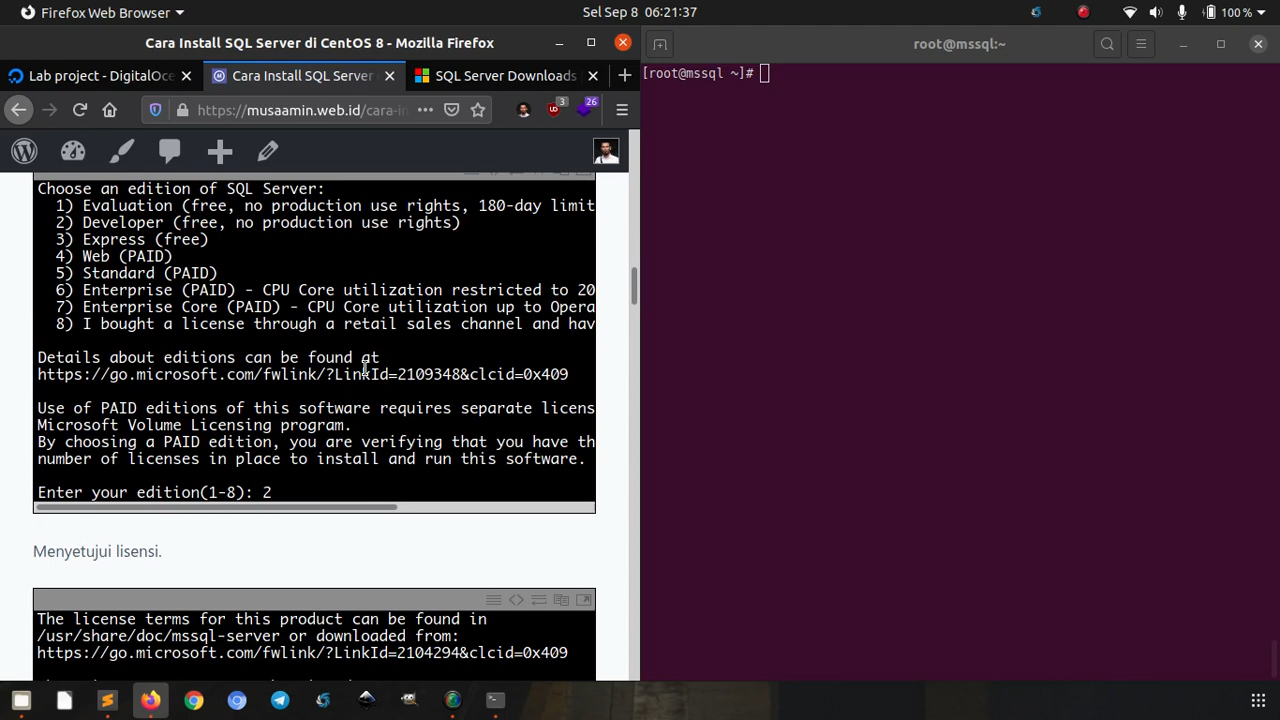 Firefox Web Browser
Sel Sep 8 06:21:37
100 %
Cara Install SQL Server di CentOS 8 - Mozilla Firefox
root@mssql:~
Lab project - DigitalOce
Cara Install SQL Server
SQL Server Downloads
https://musaamin.web.id/cara-in
3
26
[root@mssql ~]#
Choose an edition of SQL Server:
1) Evaluation (free, no production use rights, 180-day limit
2) Developer (free, no production use rights)
3) Express (free)
4) Web (PAID)
5) Standard (PAID)
6) Enterprise (PAID) - CPU Core utilization restricted to 20
7) Enterprise Core (PAID) - CPU Core utilization up to Opera
8) I bought a license through a retail sales channel and hav
Details about editions can be found at
https://go.microsoft.com/fwlink/?LinkId=2109348&clcid=0x409
Use of PAID editions of this software requires separate licens
Microsoft Volume Licensing program.
By choosing a PAID edition, you are verifying that you have th
number of licenses in place to install and run this software.
Enter your edition(1-8): 2
Menyetujui lisensi.
The license terms for this product can be found in
/usr/share/doc/mssql-server or downloaded from:
https://go.microsoft.com/fwlink/?LinkId=2104294&clcid=0x409